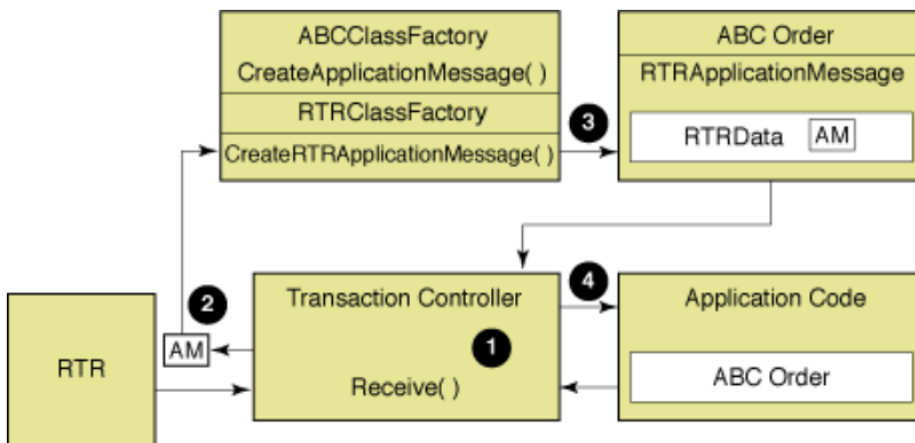 ABCClassFactory
CreateApplicationMessage( )
RTRClassFactory
CreateRTRApplicationMessage( )
3
ABC Order
RTRApplicationMessage
RTRData AM
2
AM
RTR
Transaction Controller
1
Receive( )
4
Application Code
ABC Order